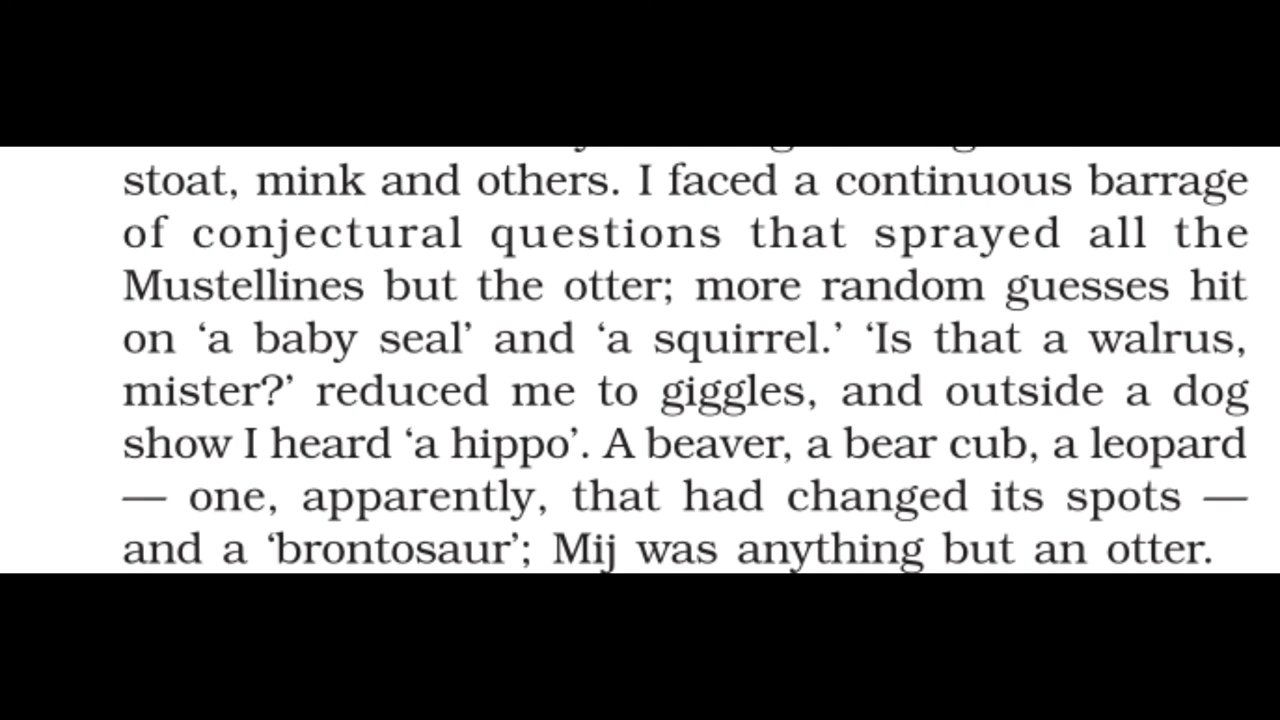 stoat, mink and others. I faced a continuous barrage
of conjectural questions that sprayed all the
Mustellines but the otter; more random guesses hit
on ‘a baby seal’ and ‘a squirrel.’ ‘Is that a walrus,
mister?’ reduced me to giggles, and outside a dog
show I heard ‘a hippo’. A beaver, a bear cub, a leopard
— one, apparently, that had changed its spots —
and a ‘brontosaur’; Mij was anything but an otter.